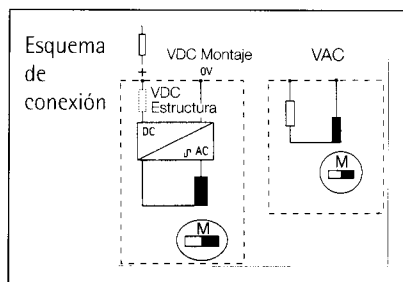 Esquema
de
conexión
VDC Montaje
+
0V
VDC
Estructura
DC
AC
M
VAC
M